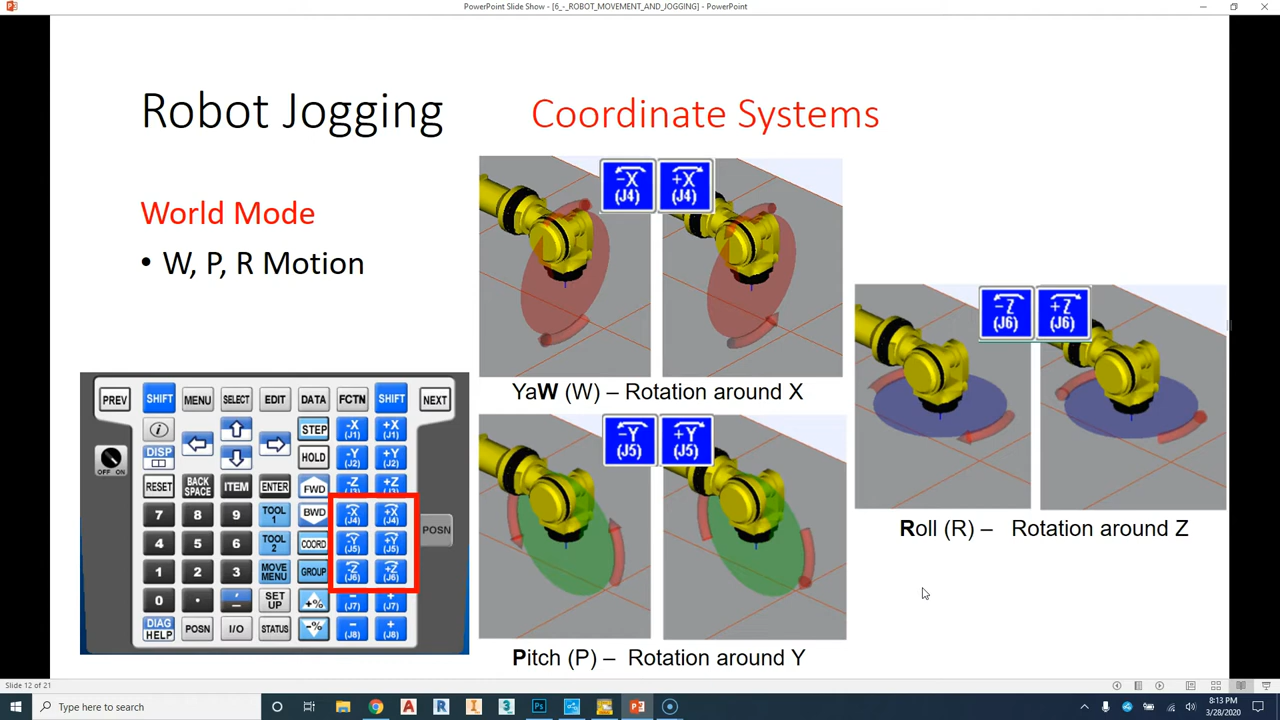 PowerPoint Slide Show - [6_-_ROBOT_MOVEMENT_AND_JOGGING] - PowerPoint
Robot Jogging
Coordinate Systems
World Mode
• W, P, R Motion
-X (J4)
+X (J4)
YaW (W) – Rotation around X
-Y (J5)
+Y (J5)
Pitch (P) – Rotation around Y
-Z (J6)
+Z (J6)
Roll (R) – Rotation around Z
PREV SHIFT MENU SELECT EDIT DATA FCTN SHIFT NEXT
i STEP -X (J1) +X (J1)
DISP HOLD -Y (J2) +Y (J2)
RESET BACK SPACE ITEM ENTER FWD -Z (J3) +Z (J3)
OFF ON
7 8 9 TOOL 1 BWD -X (J4) +X (J4)
POSN
4 5 6 TOOL 2 COORD -Y (J5) +Y (J5)
1 2 3 MOVE MENU GROUP -Z (J6) +Z (J6)
0 . SET UP +% - (J7) + (J7)
DIAG HELP POSN I/O STATUS -% - (J8) + (J8)
Slide 12 of 21
Type here to search
8:13 PM
3/28/2020